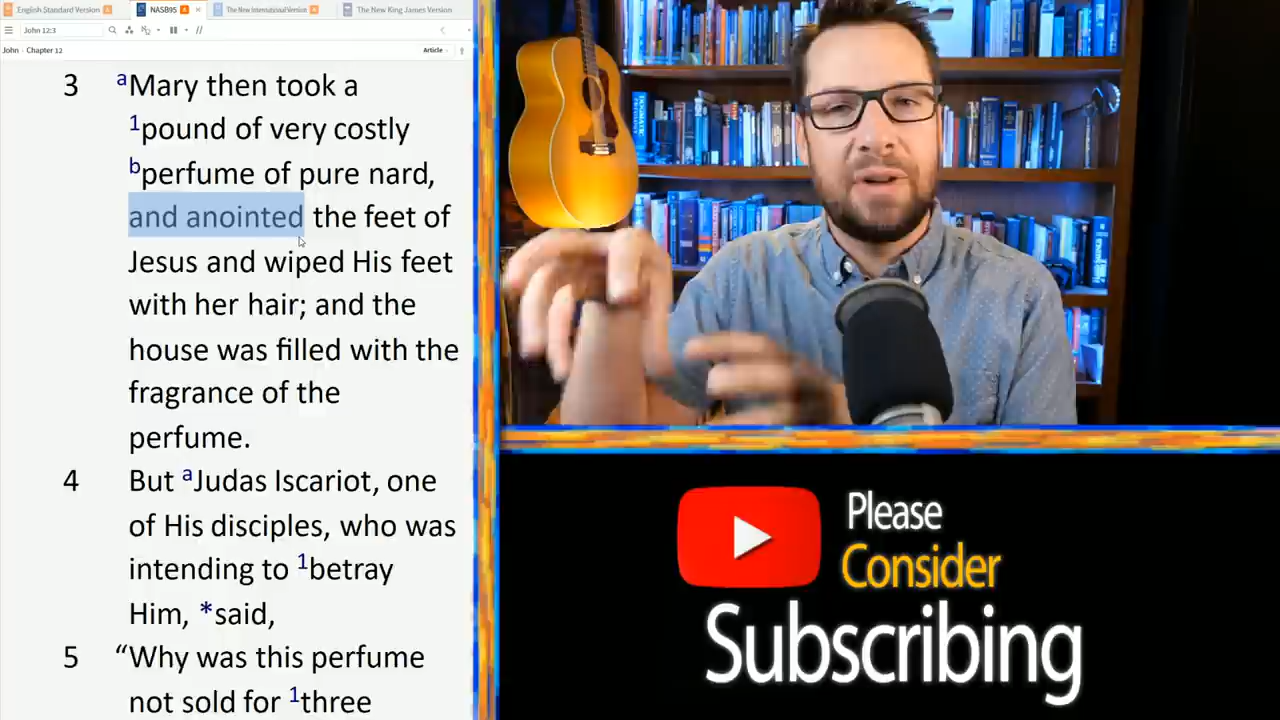 English Standard Version
NASB95
The New International Version
The New King James Version
John 12:3
John · Chapter 12
Article
3 aMary then took a
1pound of very costly
bperfume of pure nard,
and anointed the feet of
Jesus and wiped His feet
with her hair; and the
house was filled with the
fragrance of the
perfume.
4 But aJudas Iscariot, one
of His disciples, who was
intending to 1betray
Him, *said,
5 “Why was this perfume
not sold for 1three
Please
Consider
Subscribing